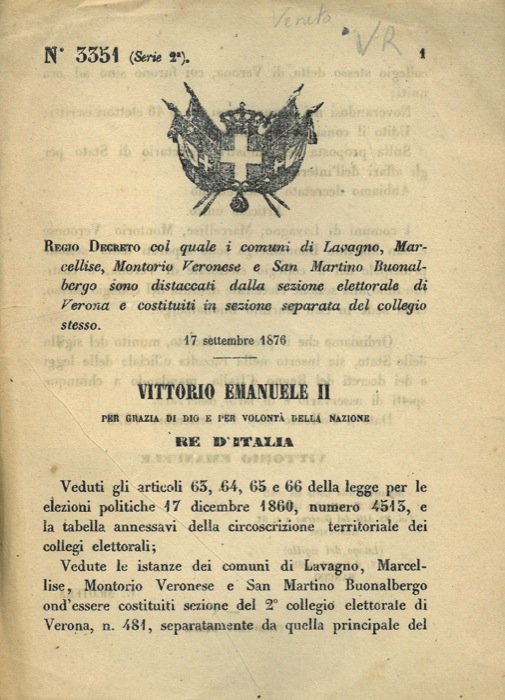 Veneto
VR
N° 3351 (Serie 2ª).
1
REGIO DECRETO col quale i comuni di Lavagno, Mar-
cellise, Montorio Veronese e San Martino Buonal-
bergo sono distaccati dalla sezione elettorale di
Verona e costituiti in sezione separata del collegio
stesso.
17 settembre 1876
VITTORIO EMANUELE II
PER GRAZIA DI DIO E PER VOLONTÀ DELLA NAZIONE
RE D'ITALIA
Veduti gli articoli 63, 64, 65 e 66 della legge per le
elezioni politiche 17 dicembre 1860, numero 4513, e
la tabella annessavi della circoscrizione territoriale dei
collegi elettorali;
Vedute le istanze dei comuni di Lavagno, Marcel-
lise, Montorio Veronese e San Martino Buonalbergo
ond'essere costituiti sezione del 2° collegio elettorale di
Verona, n. 481, separatamente da quella principale del